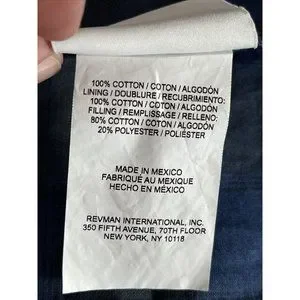 100% COTTON / COTON / ALGODÓN
LINING / DOUBLURE / RECUBRIMIENTO:
100% COTTON / COTON / ALGODÓN
FILLING / REMPLISSAGE / RELLENO:
80% COTTON / COTON / ALGODÓN
20% POLYESTER / POLIÉSTER
MADE IN MEXICO
FABRIQUÉ AU MEXIQUE
HECHO EN MÉXICO
REVMAN INTERNATIONAL, INC.
350 FIFTH AVENUE, 70TH FLOOR
NEW YORK, NY 10118